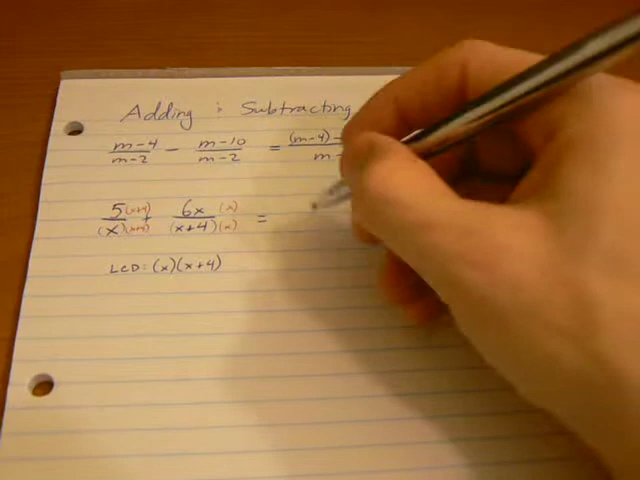 Adding & Subtracting
m-4/m-2 - m-10/m-2 = (m-4)-/m-
5(x+4)/(x)(x+4) + 6x(x)/(x+4)(x) =
LCD: (x)(x+4)